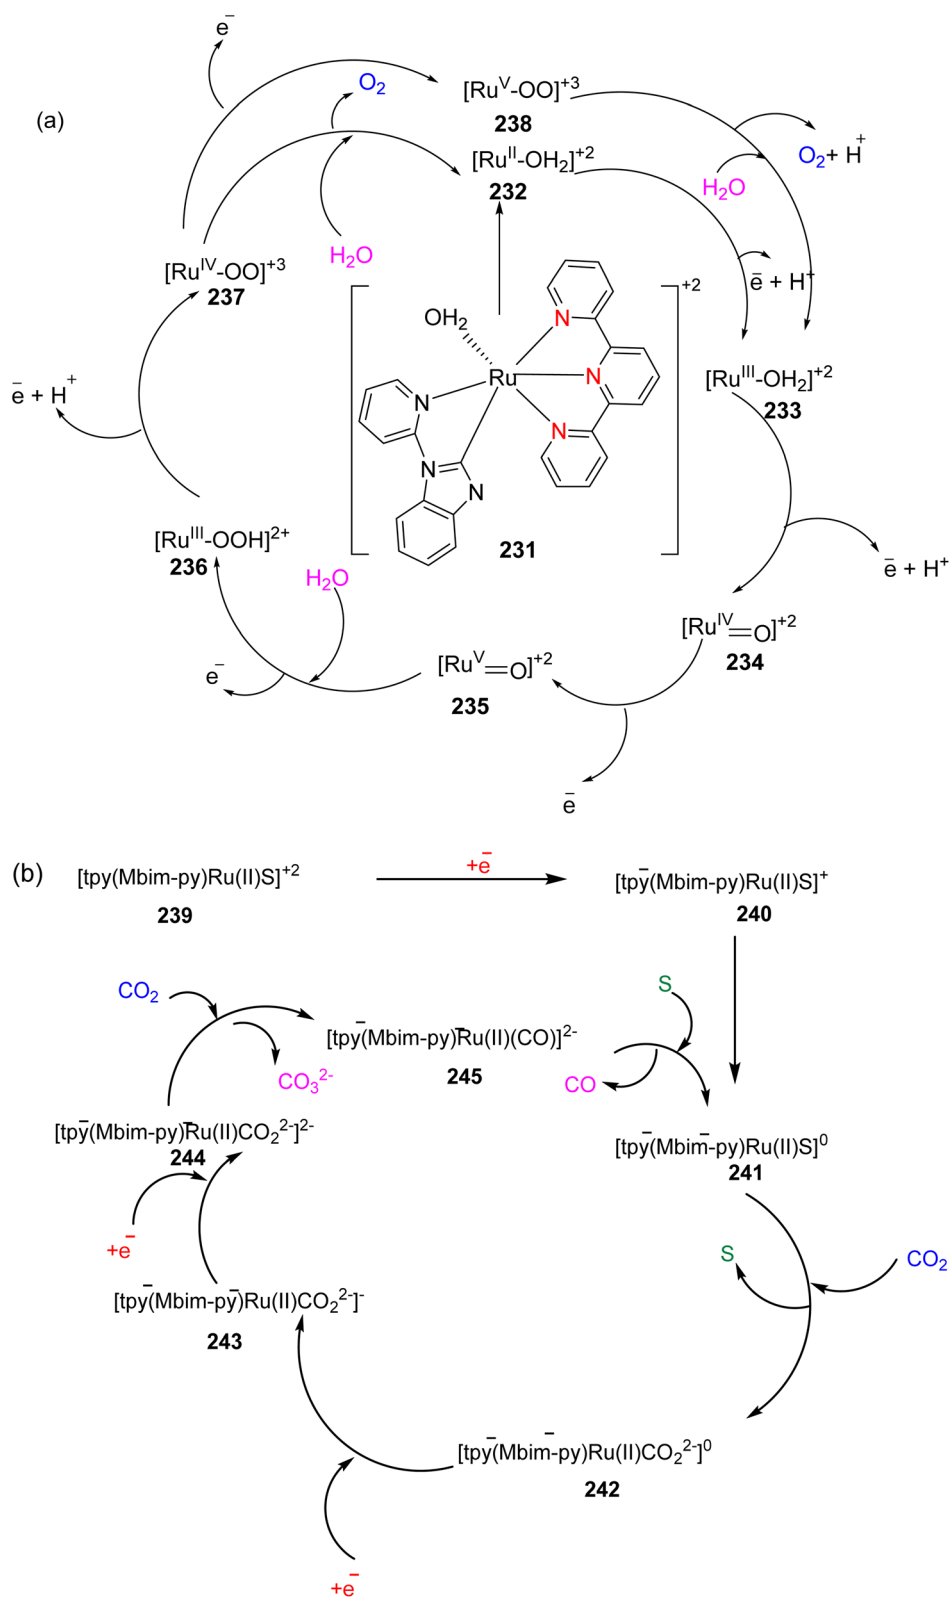 (a)
e⁻
O₂
[Ruⱽ-OO]⁺³
238
O₂+ H⁺
[Ruᴵᴵ-OH₂]⁺²
232
H₂O
H₂O
[Ruᴵⱽ-OO]⁺³
237
e⁻ + H⁺
+2
OH₂
N
Ru
N
N
N
N
N
231
e⁻ + H⁺
[Ruᴵᴵᴵ-OH₂]⁺²
233
[Ruᴵᴵᴵ-OOH]²⁺
236
H₂O
e⁻ + H⁺
[Ruᴵⱽ=O]⁺²
234
e⁻
[Ruⱽ=O]⁺²
235
e⁻
(b)
[tpy(Mbim-py)Ru(II)S]⁺²
239
+e⁻
[tpy⁻(Mbim-py)Ru(II)S]⁺
240
CO₂
S
[tpy⁻(Mbim-py)⁻Ru(II)(CO)]²⁻
245
CO₃²⁻
CO
[tpy⁻(Mbim-py)⁻Ru(II)CO₂²⁻]²⁻
244
[tpy⁻(Mbim⁻-py)Ru(II)S]⁰
241
+e⁻
S
CO₂
[tpy⁻(Mbim-py⁻)Ru(II)CO₂²⁻]⁻
243
[tpy⁻(Mbim⁻-py)Ru(II)CO₂²⁻]⁰
242
+e⁻